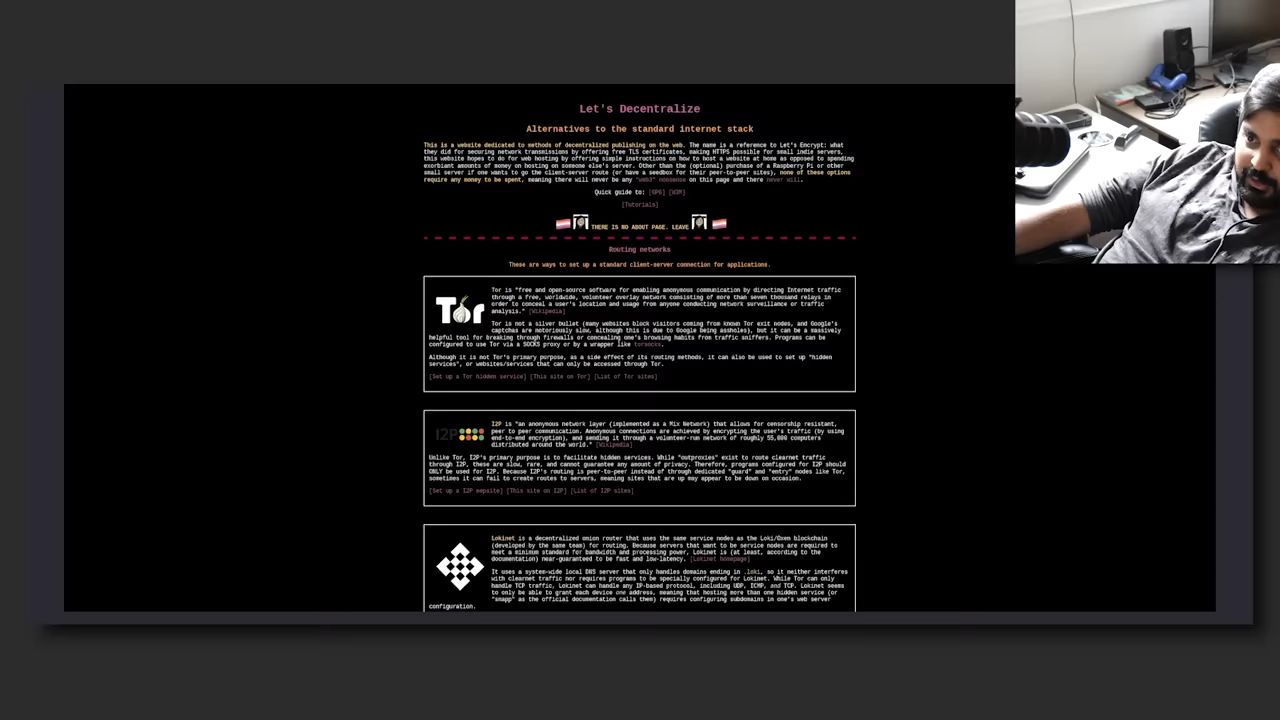 Let's Decentralize
Alternatives to the standard internet stack
This is a website dedicated to methods of decentralized publishing on the web. The name is a reference to Let's Encrypt: what
they did for securing network transmissions by offering free TLS certificates, making HTTPS possible for small indie servers,
this website hopes to do for web hosting by offering simple instructions on how to host a website at home as opposed to spending
exorbiant amounts of money on hosting on someone else's server. Other than the (optional) purchase of a Raspberry Pi or other
small server if one wants to go the client-server route (or have a seedbox for their peer-to-peer sites), none of these options
require any money to be spent, meaning there will never be any "web3" nonsense on this page and there never will.
Quick guide to: [GPG] [W3M]
[Tutorials]
THERE IS NO ABOUT PAGE. LEAVE
Routing networks
These are ways to set up a standard client-server connection for applications.
Tor
Tor is "free and open-source software for enabling anonymous communication by directing Internet traffic
through a free, worldwide, volunteer overlay network consisting of more than seven thousand relays in
order to conceal a user's location and usage from anyone conducting network surveillance or traffic
analysis." [Wikipedia]
Tor is not a silver bullet (many websites block visitors coming from known Tor exit nodes, and Google's
captchas are notoriously slow, although this is due to Google being assholes), but it can be a massively
helpful tool for breaking through firewalls or concealing one's browsing habits from traffic sniffers. Programs can be
configured to use Tor via a SOCKS proxy or by a wrapper like torsocks.
Although it is not Tor's primary purpose, as a side effect of its routing methods, it can also be used to set up "hidden
services", or websites/services that can only be accessed through Tor.
[Set up a Tor hidden service] [This site on Tor] [List of Tor sites]
I2P
I2P is "an anonymous network layer (implemented as a Mix Network) that allows for censorship resistant,
peer to peer communication. Anonymous connections are achieved by encrypting the user's traffic (by using
end-to-end encryption), and sending it through a volunteer-run network of roughly 55,000 computers
distributed around the world." [Wikipedia]
Unlike Tor, I2P's primary purpose is to facilitate hidden services. While "outproxies" exist to route clearnet traffic
through I2P, these are slow, rare, and cannot guarantee any amount of privacy. Therefore, programs configured for I2P should
ONLY be used for I2P. Because I2P's routing is peer-to-peer instead of through dedicated "guard" and "entry" nodes like Tor,
sometimes it can fail to create routes to servers, meaning sites that are up may appear to be down on occasion.
[Set up a I2P eepsite] [This site on I2P] [List of I2P sites]
Lokinet is a decentralized onion router that uses the same service nodes as the Loki/Oxen blockchain
(developed by the same team) for routing. Because servers that want to be service nodes are required to
meet a minimum standard for bandwidth and processing power, Lokinet is (at least, according to the
documentation) near-guaranteed to be fast and low-latency. [Lokinet homepage]
It uses a system-wide local DNS server that only handles domains ending in .loki, so it neither interferes
with clearnet traffic nor requires programs to be specially configured for Lokinet. While Tor can only
handle TCP traffic, Lokinet can handle any IP-based protocol, including UDP, ICMP, and TCP. Lokinet seems
to only be able to grant each device one address, meaning that hosting more than one hidden service (or
"snapp" as the official documentation calls them) requires configuring subdomains in one's web server
configuration.